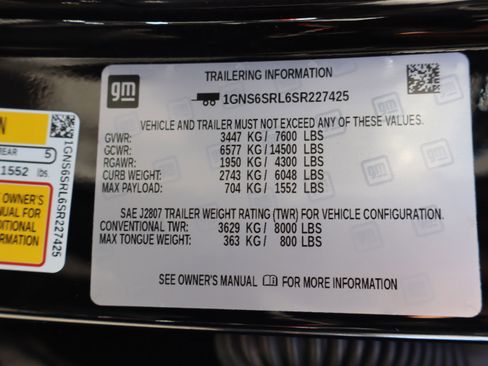 gm
TRAILERING INFORMATION
1GNS6SRL6SR227425
VEHICLE AND TRAILER MUST NOT EXCEED ANY OF THESE VALUES.
GVWR: 3447 KG / 7600 LBS
GCWR: 6577 KG / 14500 LBS
RGAWR: 1950 KG / 4300 LBS
CURB WEIGHT: 2743 KG / 6048 LBS
MAX PAYLOAD: 704 KG / 1552 LBS
SAE J2807 TRAILER WEIGHT RATING (TWR) FOR VEHICLE CONFIGURATION.
CONVENTIONAL TWR: 3629 KG / 8000 LBS
MAX TONGUE WEIGHT: 363 KG / 800 LBS
SEE OWNER'S MANUAL FOR MORE INFORMATION
N
REAR 5
1552 lbs.
OWNER'S
FOR
1GNS6SRL6SR227425